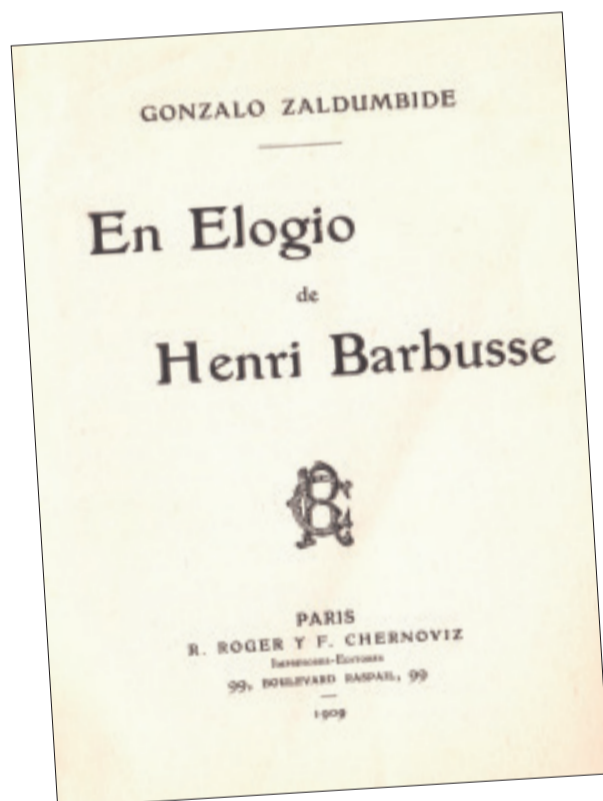 GONZALO ZALDUMBIDE
En Elogio
de
Henri Barbusse
PARIS
R. ROGER Y F. CHERNOVIZ
99, BOULEVARD RASPAIL, 99
1909